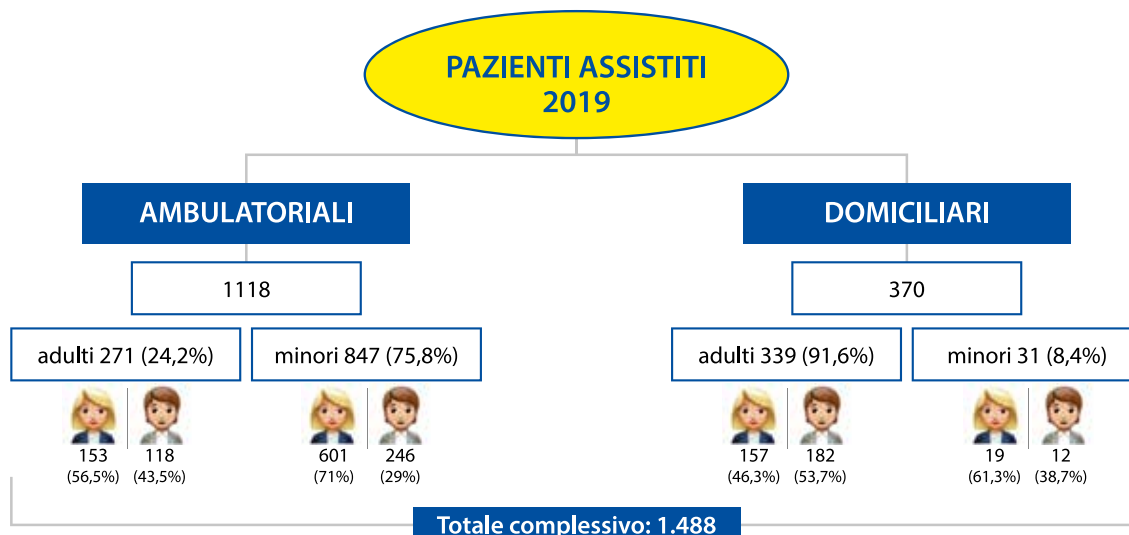 PAZIENTI ASSISTITI
2019
AMBULATORIALI
DOMICILIARI
1118
370
adulti 271 (24,2%)
minori 847 (75,8%)
adulti 339 (91,6%)
minori 31 (8,4%)
153
(56,5%)
118
(43,5%)
601
(71%)
246
(29%)
157
(46,3%)
182
(53,7%)
19
(61,3%)
12
(38,7%)
Totale complessivo: 1.488